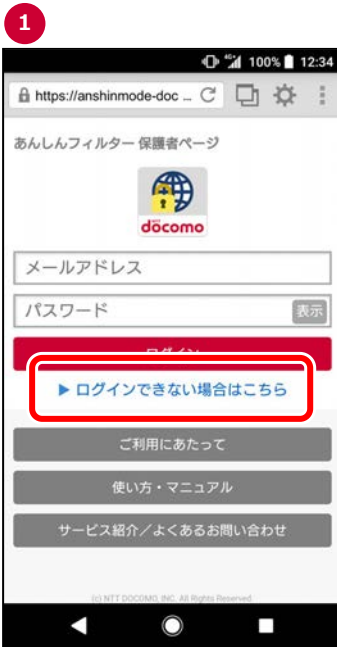 1
100% 12:34
https://anshinmode-doc ...
あんしんフィルター 保護者ページ
döcomo
メールアドレス
パスワード
表示
ログイン
▶ ログインできない場合はこちら
ご利用にあたって
使い方・マニュアル
サービス紹介／よくあるお問い合わせ
(c) NTT DOCOMO, INC. All Rights Reserved.